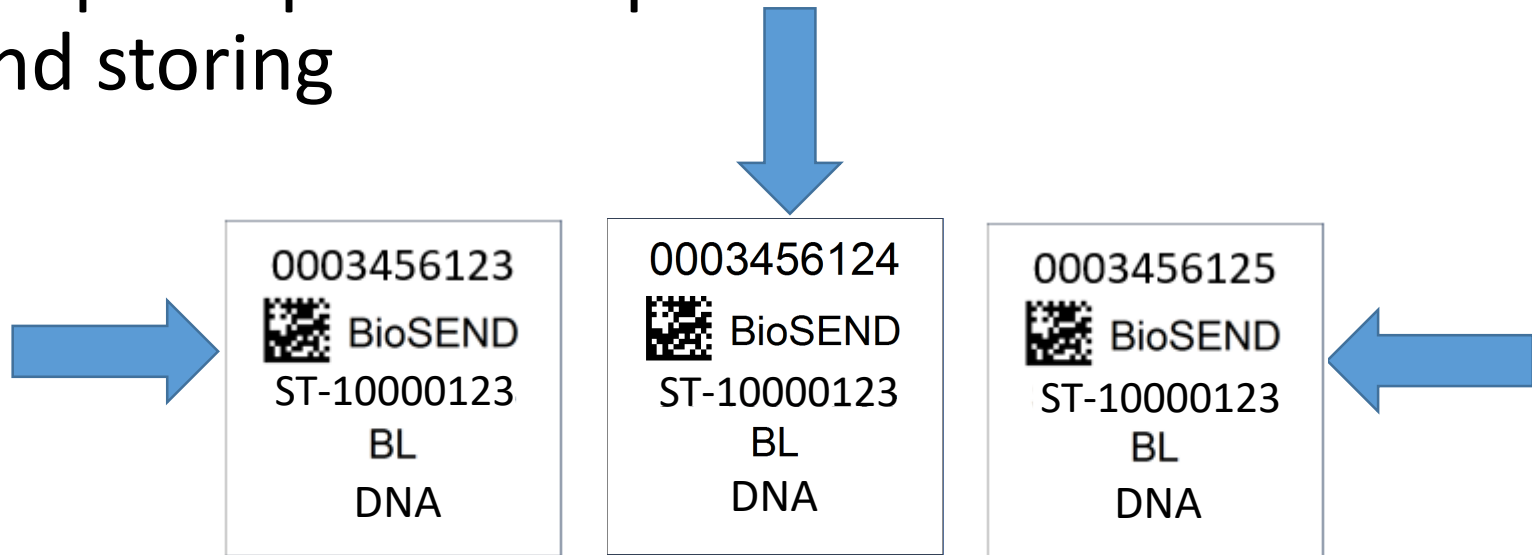 nd storing
0003456123
BioSEND
ST-10000123
BL
DNA
0003456124
BioSEND
ST-10000123
BL
DNA
0003456125
BioSEND
ST-10000123
BL
DNA